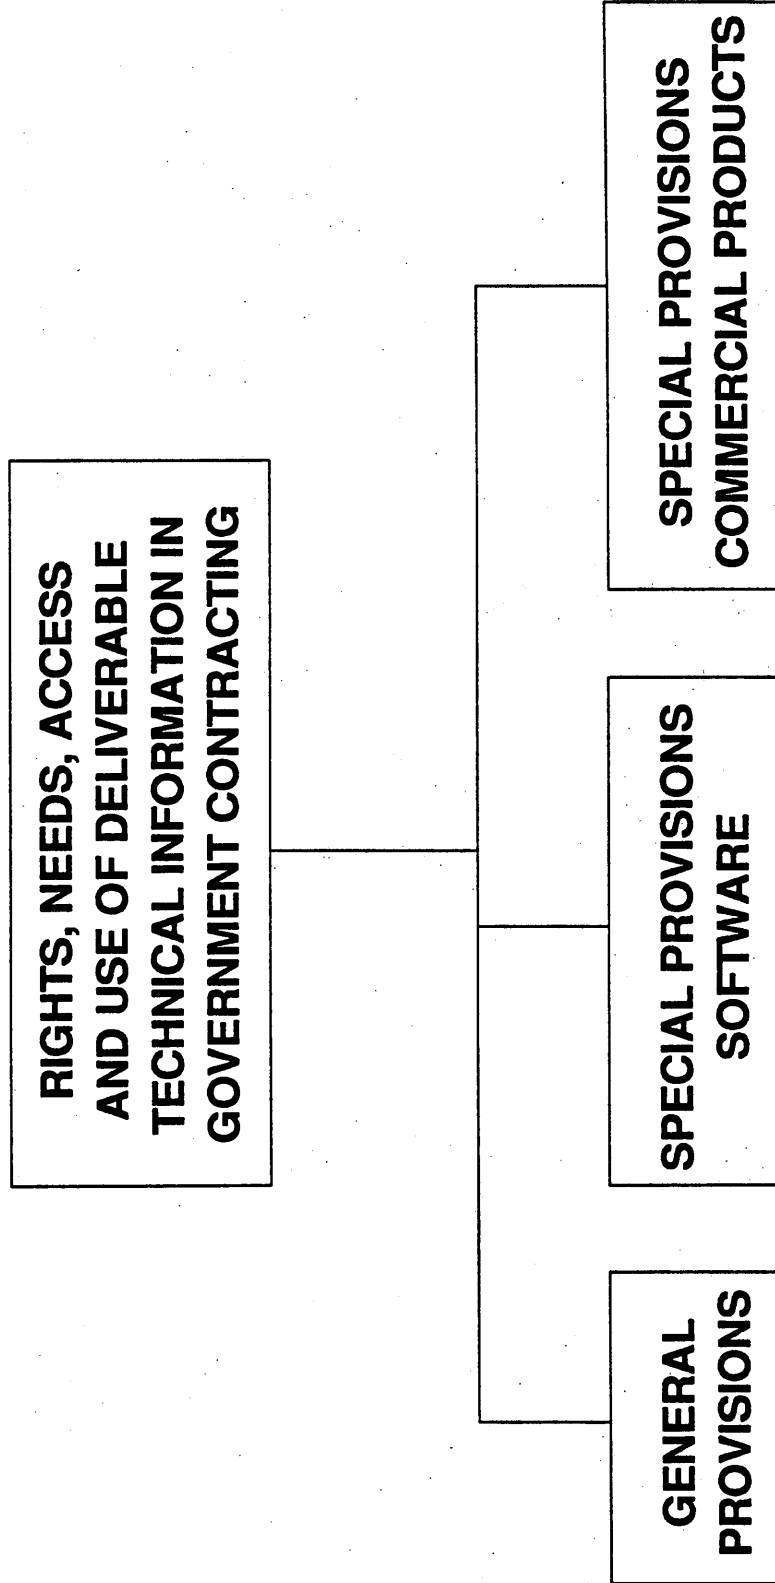 RIGHTS, NEEDS, ACCESS
AND USE OF DELIVERABLE
TECHNICAL INFORMATION IN
GOVERNMENT CONTRACTING
GENERAL
PROVISIONS
SPECIAL PROVISIONS
SOFTWARE
SPECIAL PROVISIONS
COMMERCIAL PRODUCTS